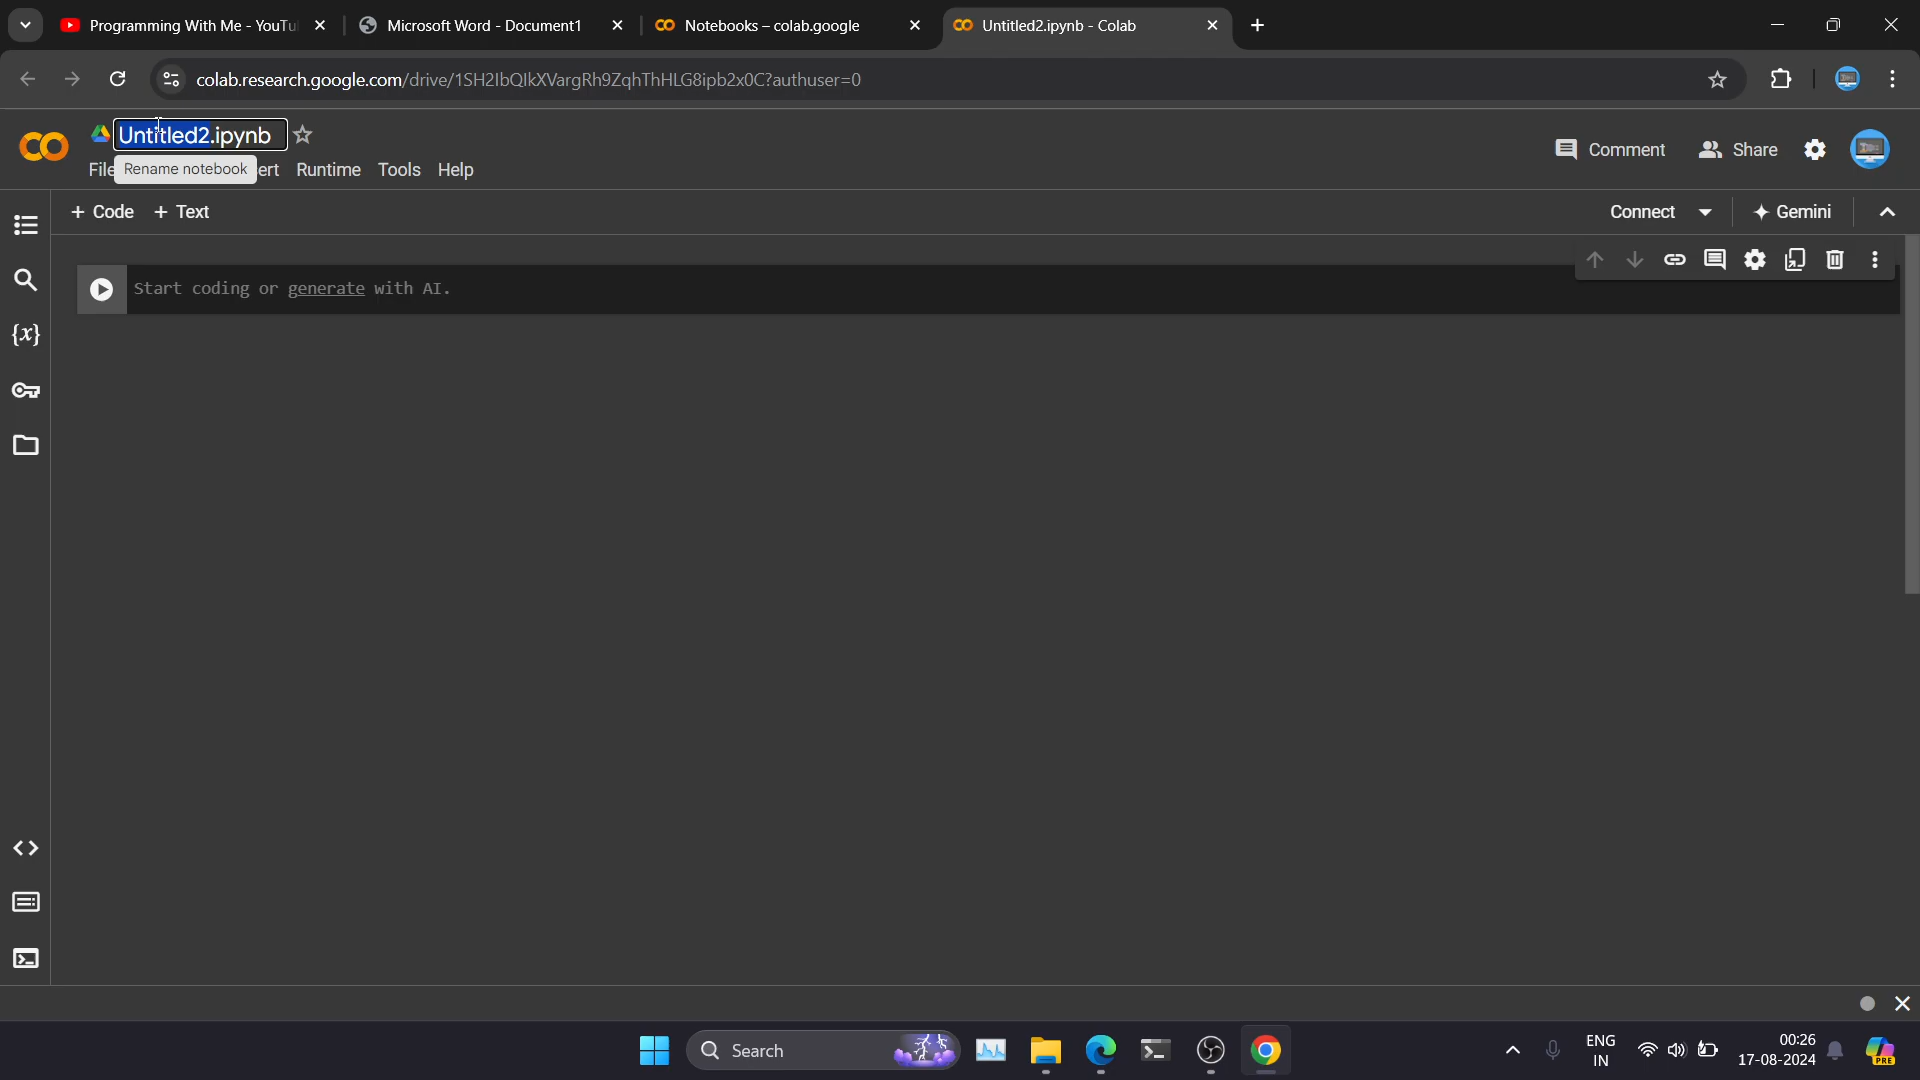 Programming With Me - YouTu
Microsoft Word - Document1
Notebooks – colab.google
Untitled2.ipynb - Colab
colab.research.google.com/drive/1SH2IbQIkXVargRh9ZqhThHLG8ipb2x0C?authuser=0
Untitled2.ipynb
File
Rename notebook
ert
Runtime
Tools
Help
Comment
Share
+ Code
+ Text
Connect
Gemini
{x}
Start coding or generate with AI.
Search
ENG
IN
00:26
17-08-2024
PRE